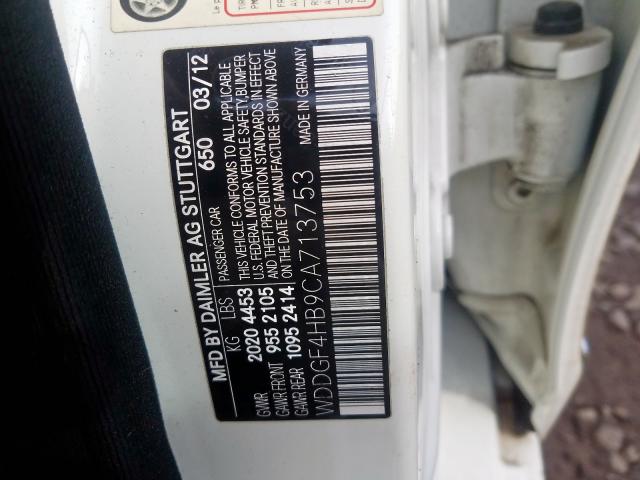 MFD BY DAIMLER AG STUTTGART
KG LBS PASSENGER CAR 650 03/12
GVWR 2020 4453 THIS VEHICLE CONFORMS TO ALL APPLICABLE
GAWR FRONT 955 2105 U.S. FEDERAL MOTOR VEHICLE SAFETY, BUMPER
GAWR REAR 1095 2414 AND THEFT PREVENTION STANDARDS IN EFFECT
ON THE DATE OF MANUFACTURE SHOWN ABOVE
WDDGF4HB9CA713753 MADE IN GERMANY